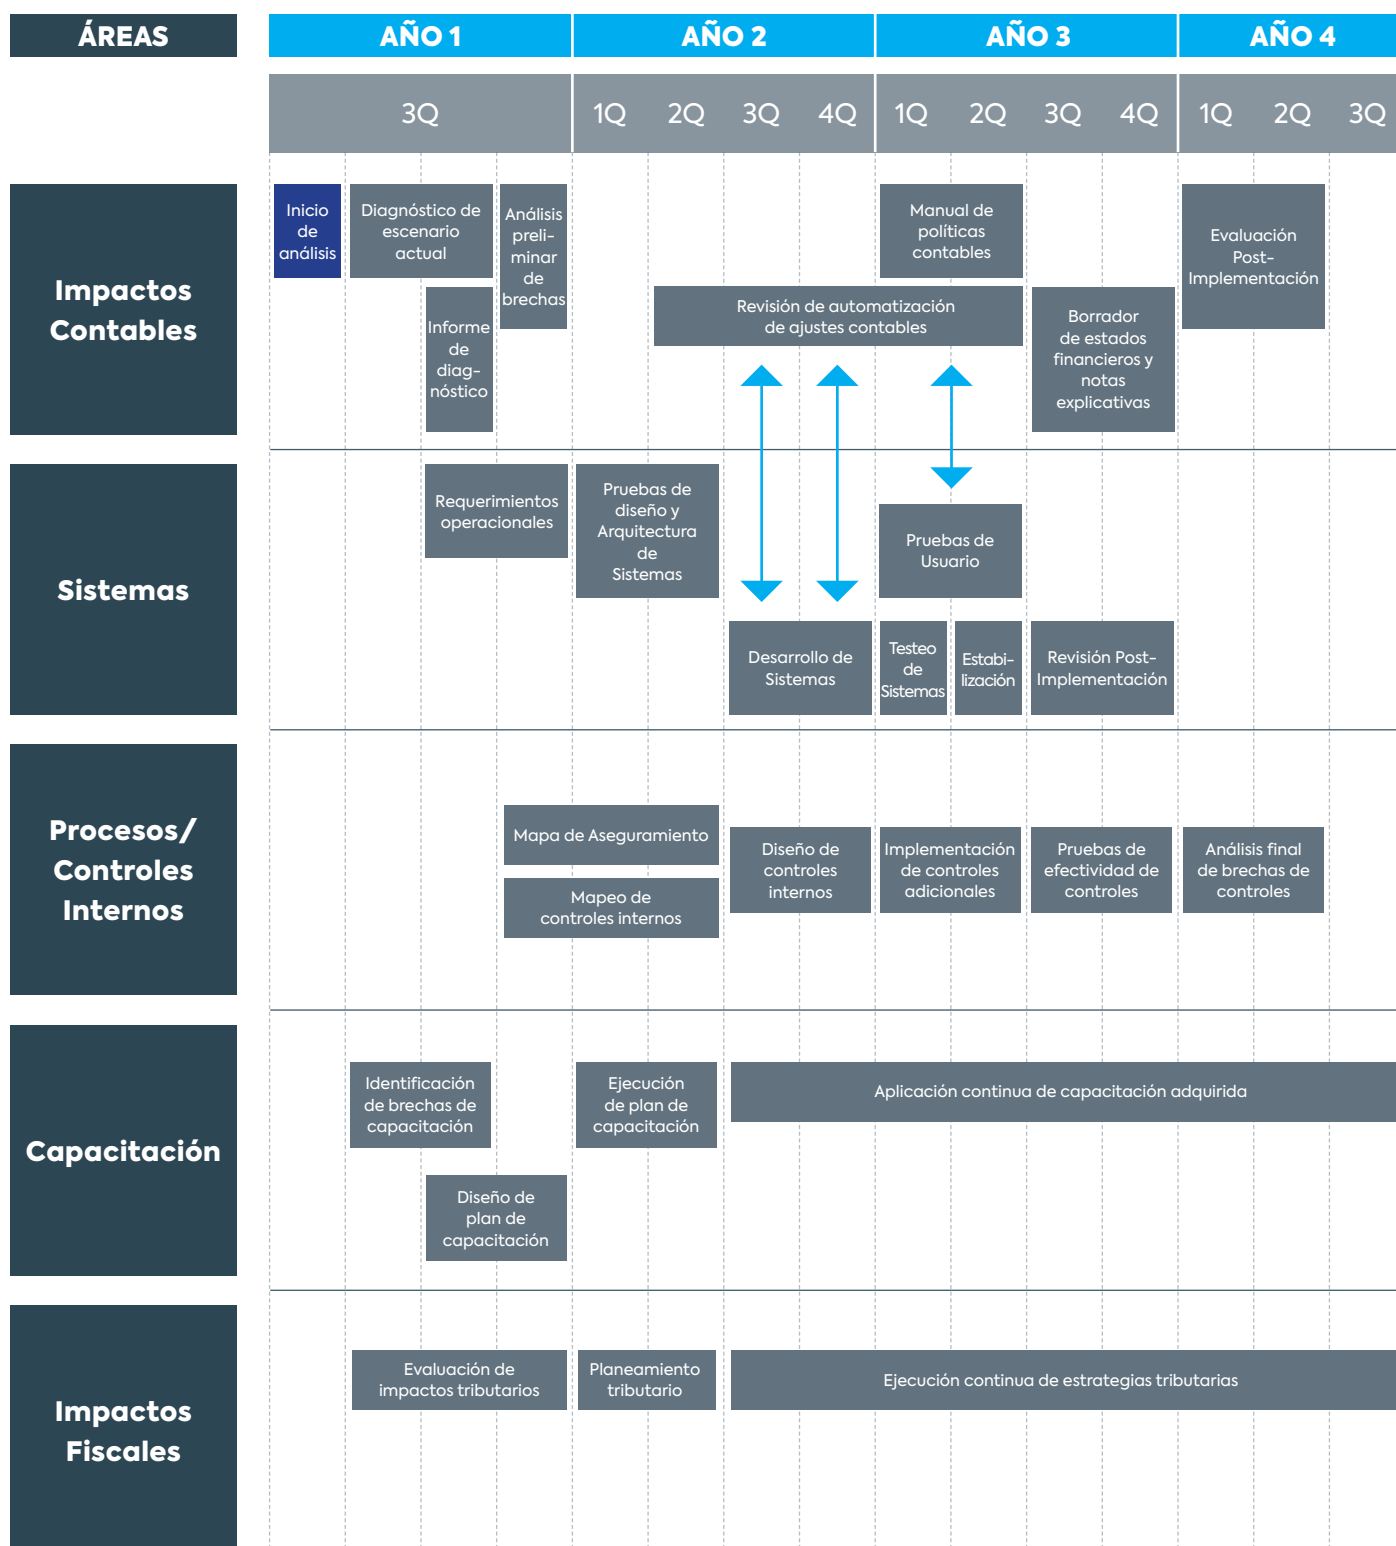 ÁREAS
AÑO 1
AÑO 2
AÑO 3
AÑO 4
3Q
1Q
2Q
3Q
4Q
1Q
2Q
3Q
4Q
1Q
2Q
3Q
Impactos
Contables
Inicio
de
análisis
Diagnóstico de
escenario
actual
Análisis
preli-
minar
de
brechas
Informe
de
diag-
nóstico
Revisión de automatización
de ajustes contables
Manual de
políticas
contables
Borrador
de estados
financieros y
notas
explicativas
Evaluación
Post-
Implementación
Sistemas
Requerimientos
operacionales
Pruebas de
diseño y
Arquitectura
de
Sistemas
Desarrollo de
Sistemas
Pruebas de
Usuario
Testeo
de
Sistemas
Estabi-
lización
Revisión Post-
Implementación
Procesos/
Controles
Internos
Mapa de Aseguramiento
Mapeo de
controles internos
Diseño de
controles
internos
Implementación
de controles
adicionales
Pruebas de
efectividad de
controles
Análisis final
de brechas de
controles
Capacitación
Identificación
de brechas de
capacitación
Diseño de
plan de
capacitación
Ejecución
de plan de
capacitación
Aplicación continua de capacitación adquirida
Impactos
Fiscales
Evaluación de
impactos tributarios
Planeamiento
tributario
Ejecución continua de estrategias tributarias